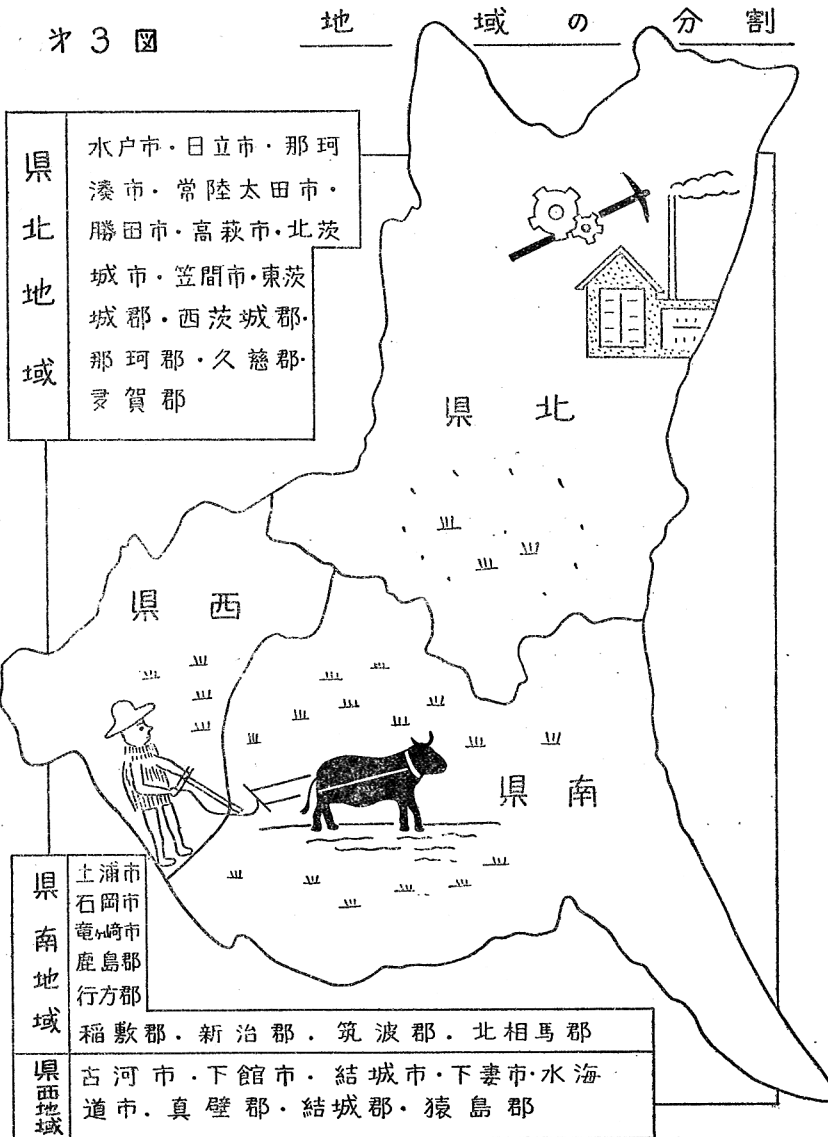 才3図
地域の分割
県北地域
水戸市・日立市・那珂
湊市・常陸太田市・
勝田市・高萩市・北茨
城市・笠間市・東茨
城郡・西茨城郡・
那珂郡・久慈郡・
多賀郡
県北
県西
県南
県南地域
土浦市
石岡市
竜ヶ崎市
鹿島郡
行方郡
稲敷郡・新治郡・筑波郡・北相馬郡
県西地域
古河市・下館市・結城市・下妻市・水海
道市・真壁郡・結城郡・猿島郡